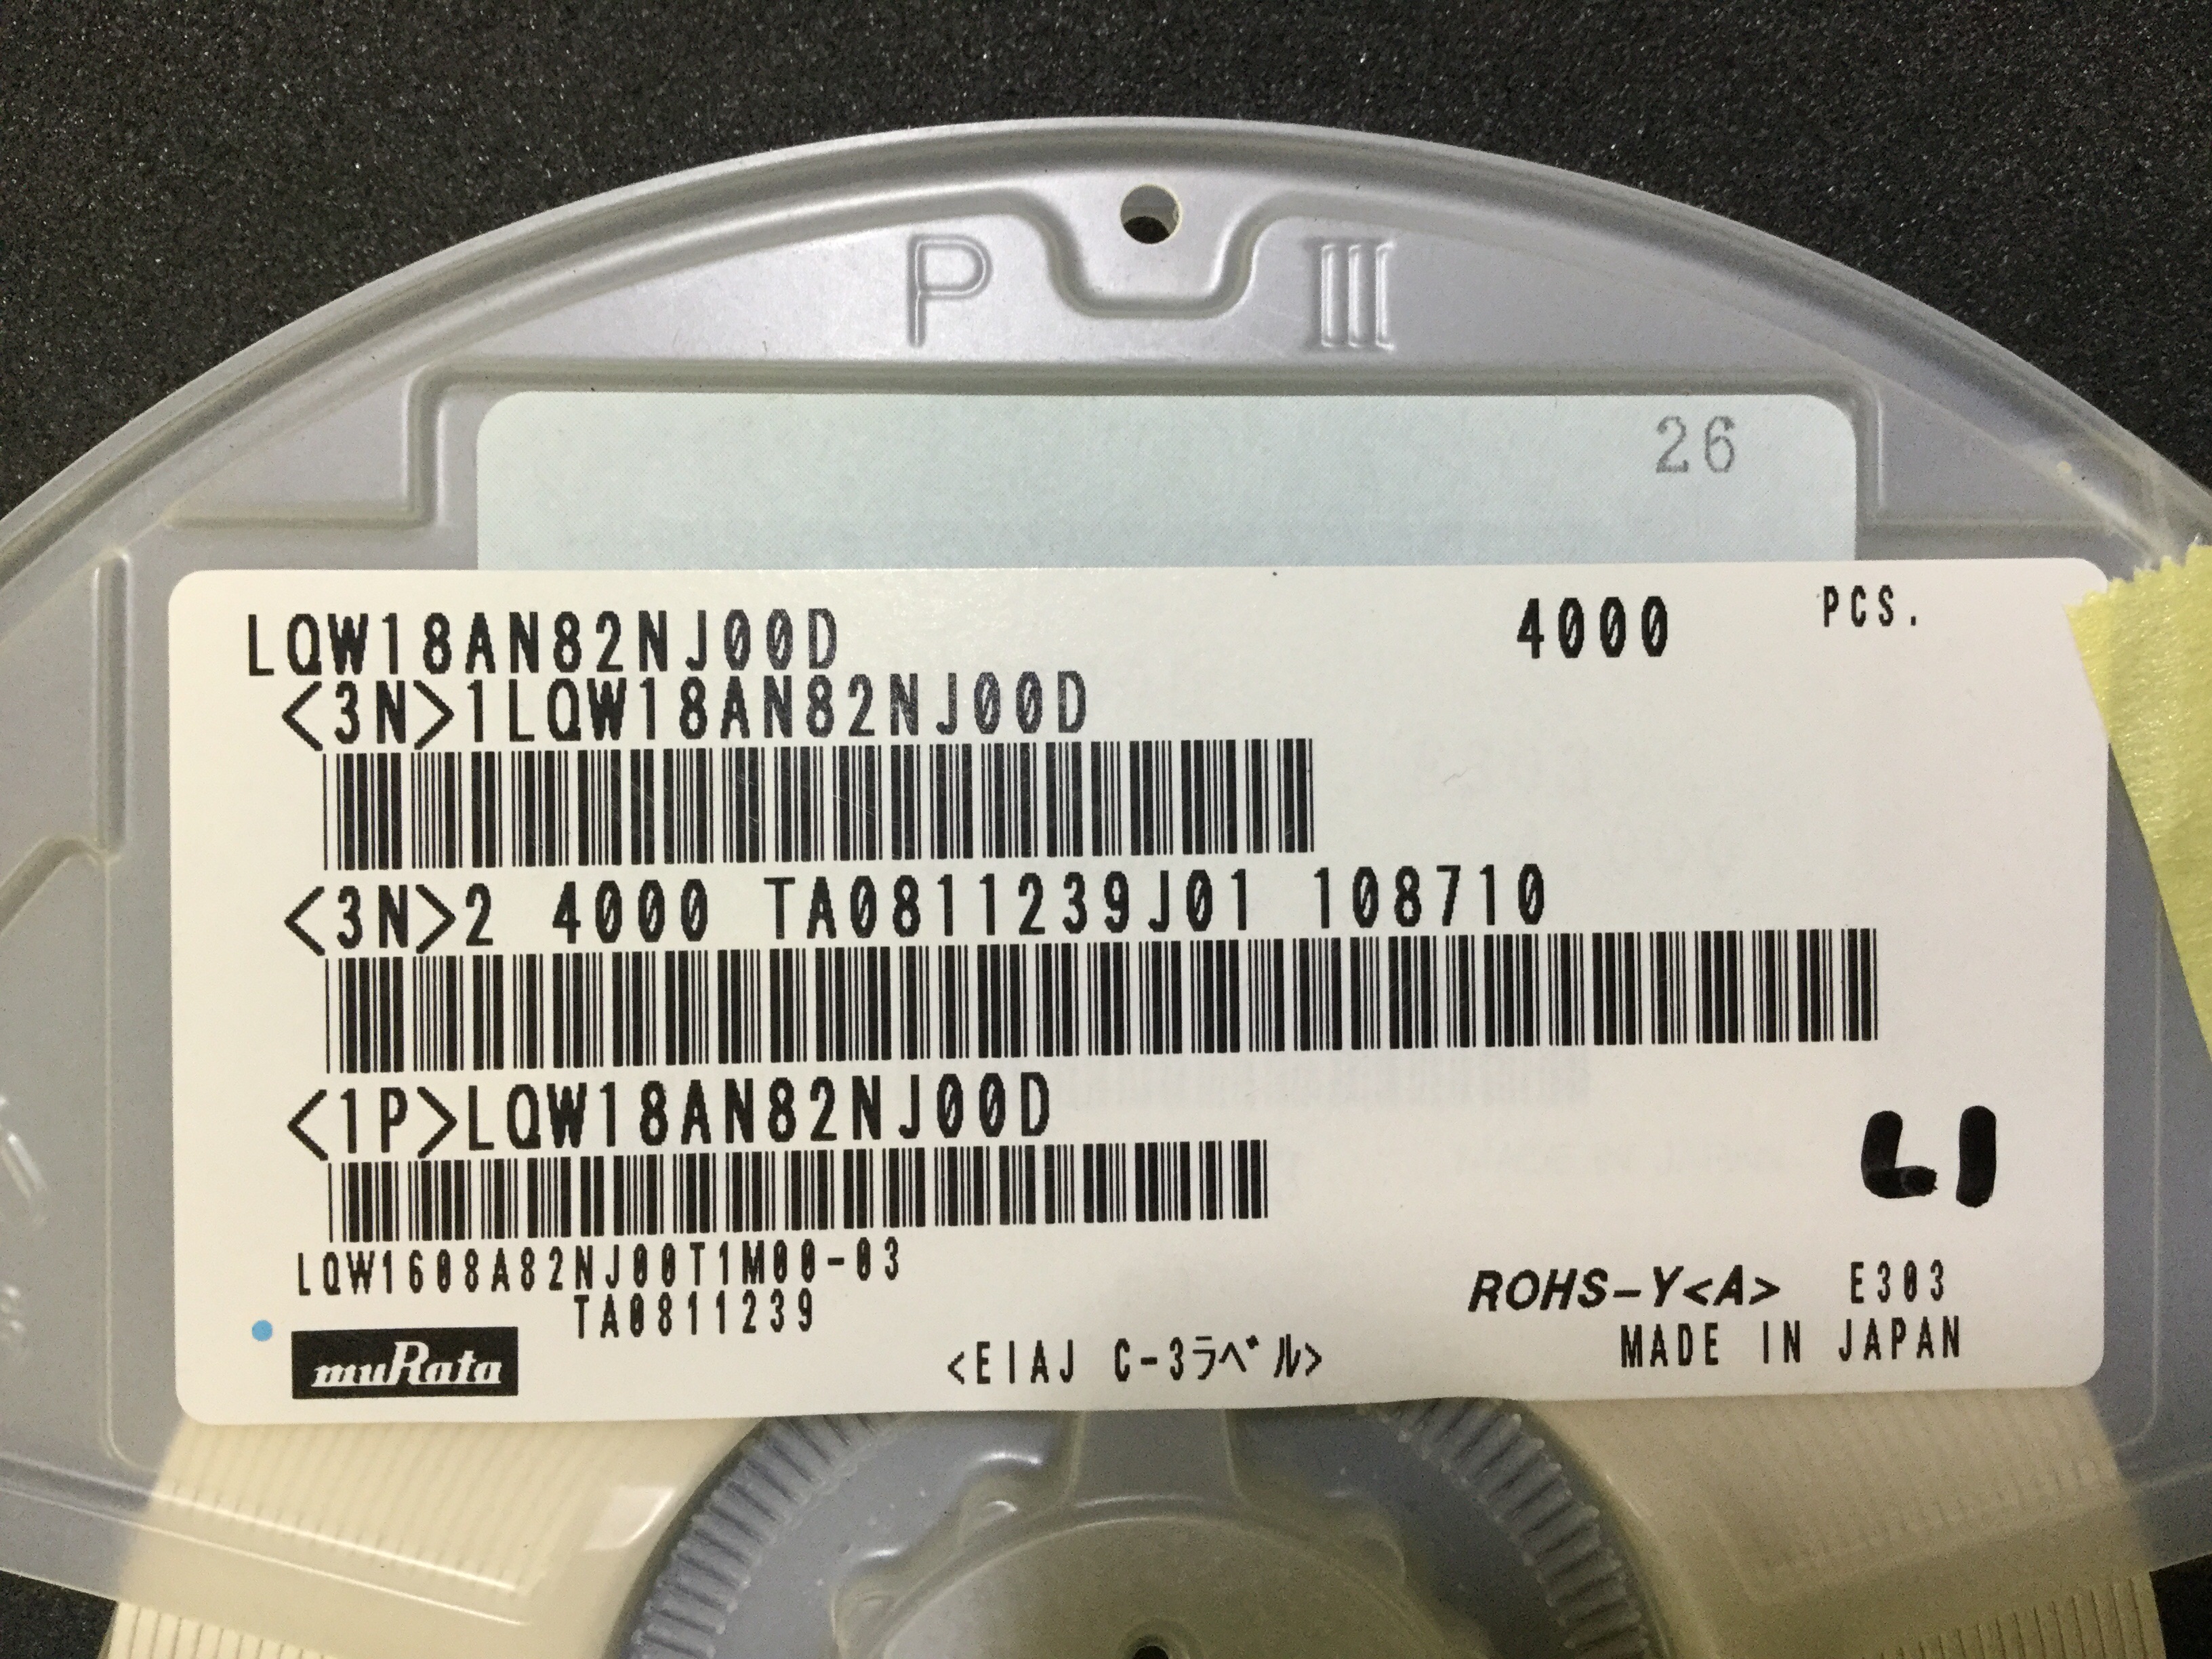 P III
26
LQW18AN82NJ00D 4000 PCS.
<3N>1LQW18AN82NJ00D
<3N>2 4000 TA0811239J01 108710
<1P>LQW18AN82NJ00D
L1
LQW1608A82NJ00T1M00-03
TA0811239
ROHS-Y<A> E303
muRata <EIAJ C-3ラベル> MADE IN JAPAN